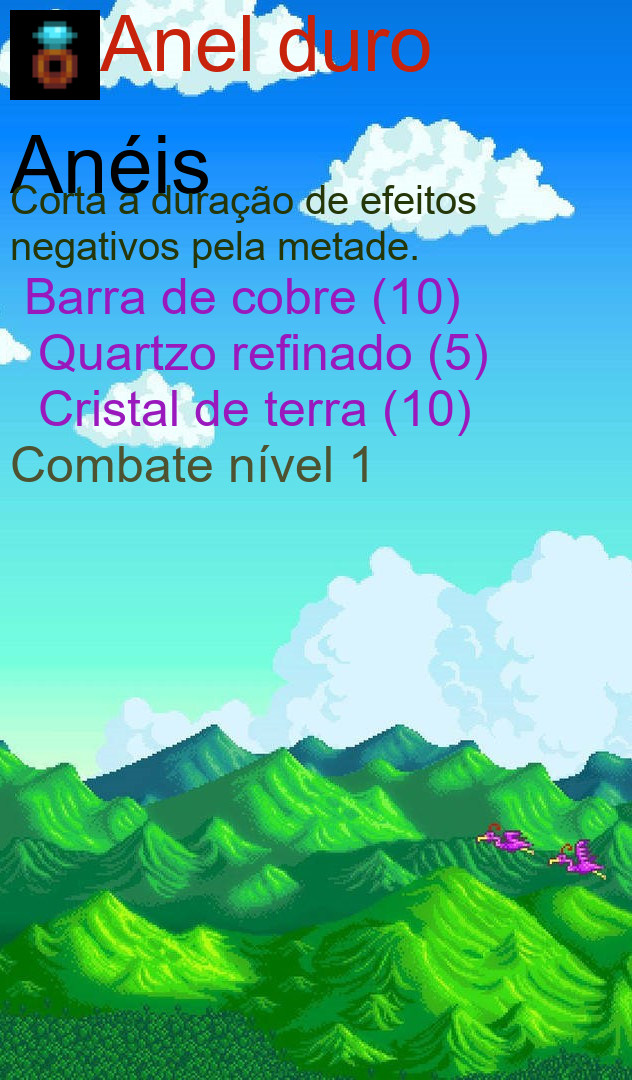 Anel duro
Anéis
Corta a duração de efeitos
negativos pela metade.
Barra de cobre (10)
Quartzo refinado (5)
Cristal de terra (10)
Combate nível 1